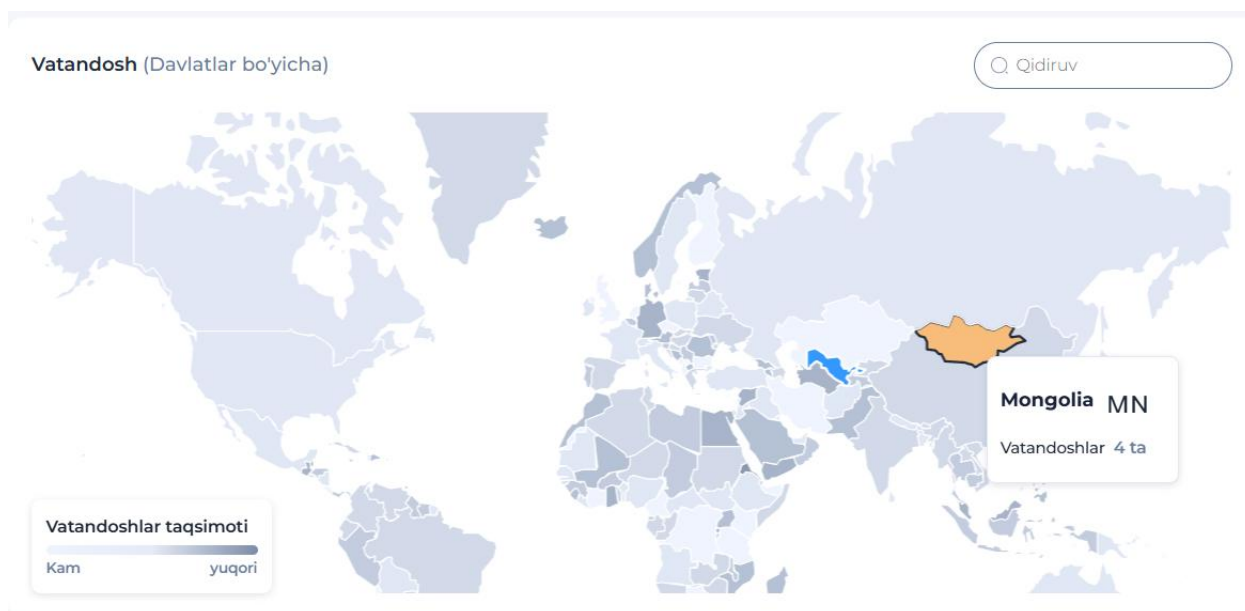 Vatandosh (Davlatlar bo'yicha)
Qidiruv
Mongolia MN
Vatandoshlar 4 ta
Vatandoshlar taqsimoti
Kam yuqori